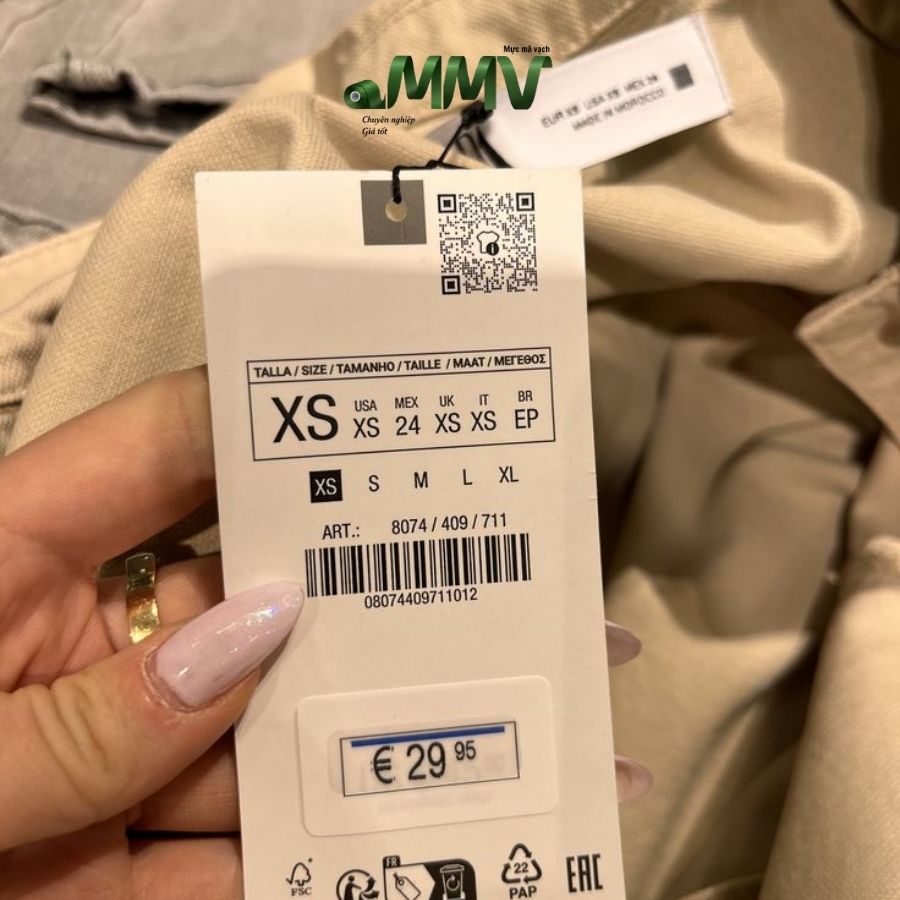 Mực mã vạch
MMV
Chuyên nghiệp
Giá tốt
EUR XS USA XS MEX 24
MADE IN MOROCCO
TALLA / SIZE / TAMANHO / TAILLE / MAAT / ΜΕΓΕΘΟΣ
XS USA XS MEX 24 UK XS IT XS BR EP
XS S M L XL
ART.: 8074 / 409 / 711
08074409711012
€ 29 95
FSC
FR
22
PAP
EAC